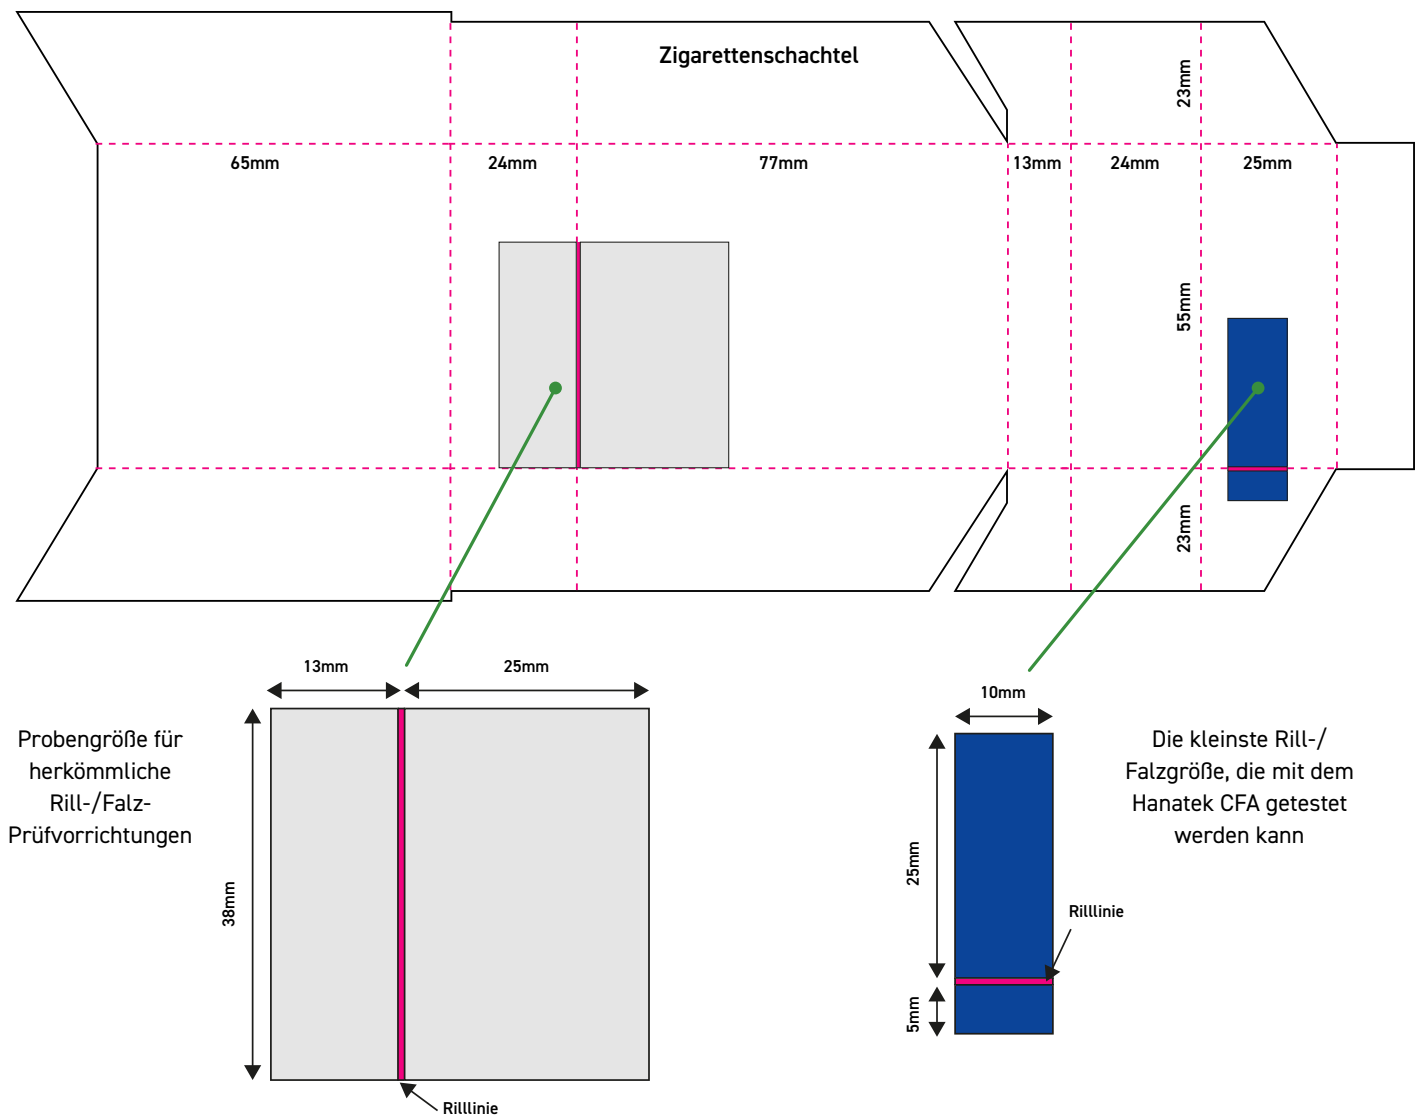 Zigarettenschachtel
23mm
65mm
24mm
77mm
13mm
24mm
25mm
55mm
23mm
13mm
25mm
38mm
Probengröße für
herkömmliche
Rill-/Falz-
Prüfvorrichtungen
Rilllinie
10mm
25mm
5mm
Rilllinie
Die kleinste Rill-/
Falzgröße, die mit dem
Hanatek CFA getestet
werden kann